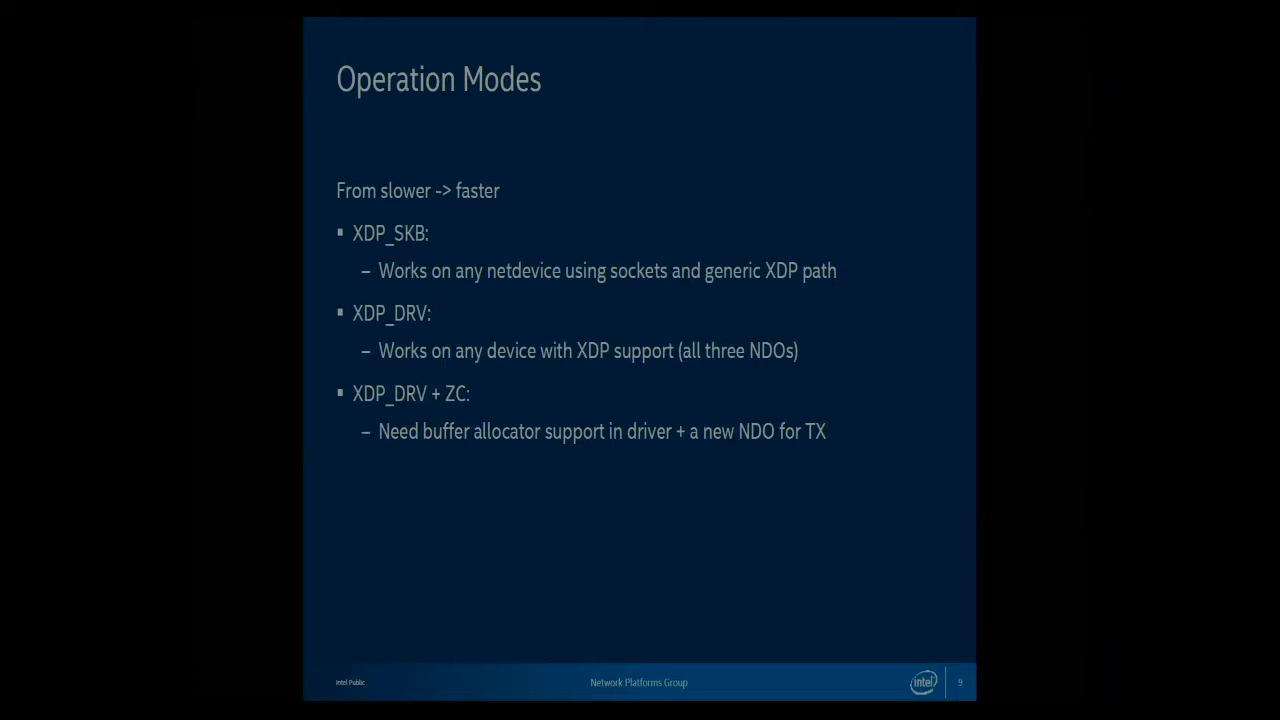 Operation Modes
From slower -> faster
▪ XDP_SKB:
– Works on any netdevice using sockets and generic XDP path
▪ XDP_DRV:
– Works on any device with XDP support (all three NDOs)
▪ XDP_DRV + ZC:
– Need buffer allocator support in driver + a new NDO for TX
Intel Public
Network Platforms Group
intel
9